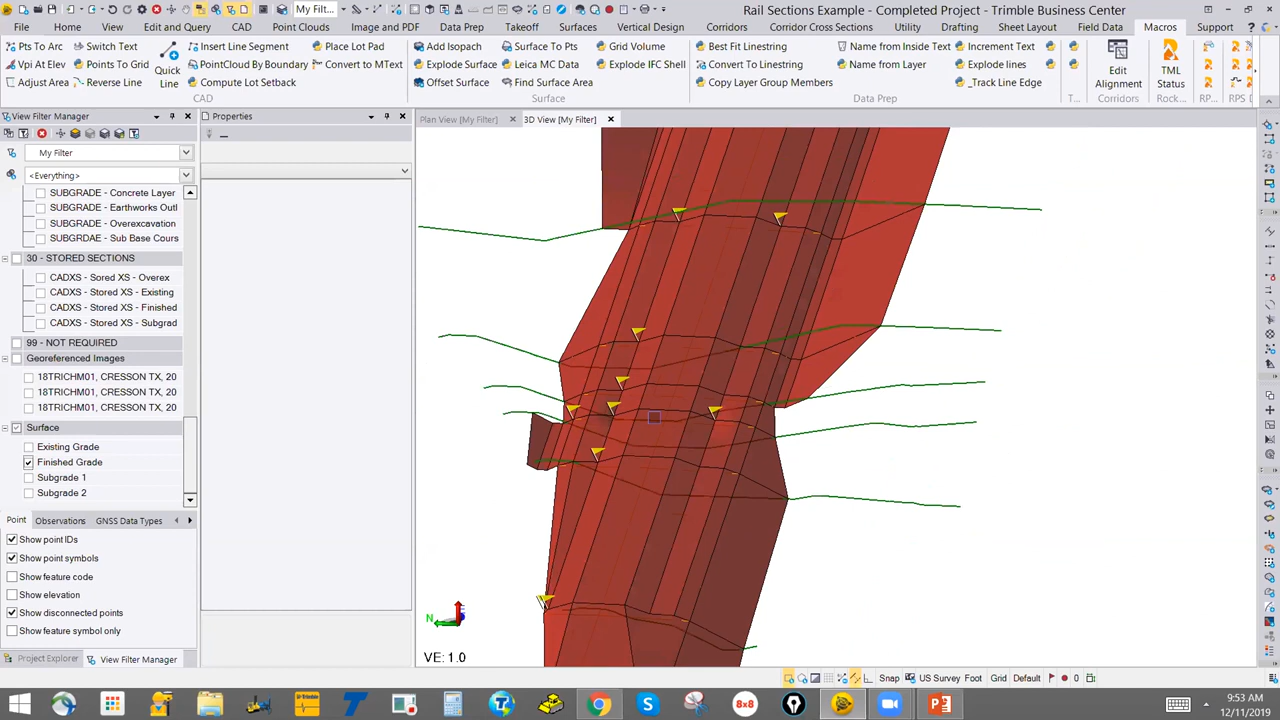 My Filt...
Rail Sections Example - Completed Project - Trimble Business Center
File Home Edit and Query CAD Point Clouds Image and PDF Data Prep Takeoff Surfaces Vertical Design Corridors Corridor Cross Sections Utility Drafting Sheet Layout Field Data Macros Support
Pts To Arc Switch Text Insert Line Segment Place Lot Pad Add Isopach Surface To Pts Grid Volume Best Fit Linestring Name from Inside Text Increment Text
Vpi At Elev Points To Grid PointCloud By Boundary Convert to MText Explode Surface Leica MC Data Explode IFC Shell Convert To Linestring Name from Layer Explode lines
Adjust Area Reverse Line Quick Line Compute Lot Setback Offset Surface Find Surface Area Copy Layer Group Members _Track Line Edge Edit Alignment TML Status
CAD Surface Data Prep T... Corridors Rock... RP... RPS D
View Filter Manager Properties
Plan View [My Filter] 3D View [My Filter]
My Filter
<Everything>
SUBGRADE - Concrete Layer
SUBGRADE - Earthworks Outl
SUBGRADE - Overexcavation
SUBGRDAE - Sub Base Cours
30 - STORED SECTIONS
CADXS - Sored XS - Overex
CADXS - Stored XS - Existing
CADXS - Stored XS - Finished
CADXS - Stored XS - Subgrad
99 - NOT REQUIRED
Georeferenced Images
18TRICHM01, CRESSON TX, 20
18TRICHM01, CRESSON TX, 20
18TRICHM01, CRESSON TX, 20
Surface
Existing Grade
Finished Grade
Subgrade 1
Subgrade 2
Point Observations GNSS Data Types
Show point IDs
Show point symbols
Show feature code
Show elevation
Show disconnected points
Show feature symbol only
N
VE: 1.0
Project Explorer View Filter Manager
Snap US Survey Foot Grid Default 0
8x8
9:53 AM
12/11/2019